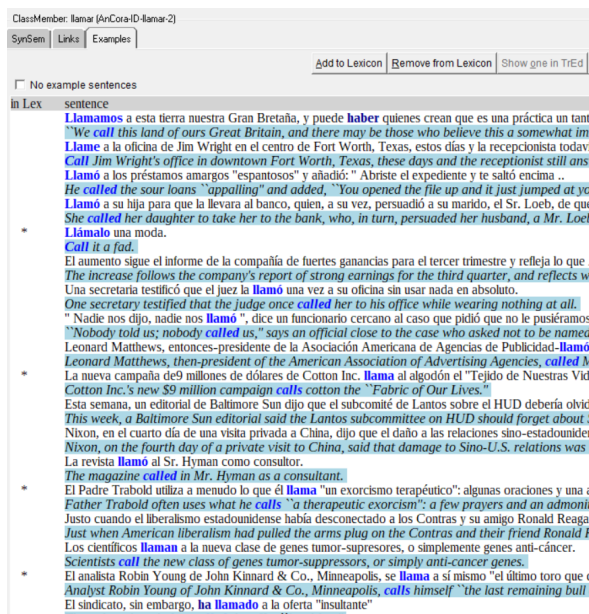 ClassMember: llamar (AnCora-ID-llamar-2)
SynSem Links Examples
Add to Lexicon Remove from Lexicon Show one in TrEd
No example sentences
in Lex sentence
Llamamos a esta tierra nuestra Gran Bretaña, y puede haber quienes crean que es una práctica un tant
``We call this land of ours Great Britain, and there may be those who believe this a somewhat im
Llame a la oficina de Jim Wright en el centro de Fort Worth, Texas, estos días y la recepcionista todav
Call Jim Wright's office in downtown Fort Worth, Texas, these days and the receptionist still ans
Llamó a los préstamos amargos "espantosos" y añadió: " Abriste el expediente y te saltó encima ..
He called the sour loans ``appalling'' and added, ``You opened the file up and it just jumped at yo
Llamó a su hija para que la llevara al banco, quien, a su vez, persuadió a su marido, el Sr. Loeb, de que
She called her daughter to take her to the bank, who, in turn, persuaded her husband, a Mr. Loeb
* Llámalo una moda.
Call it a fad.
El aumento sigue el informe de la compañía de fuertes ganancias para el tercer trimestre y refleja lo que
The increase follows the company's report of strong earnings for the third quarter, and reflects w
Una secretaria testificó que el juez la llamó una vez a su oficina sin usar nada en absoluto.
One secretary testified that the judge once called her to his office while wearing nothing at all.
" Nadie nos dijo, nadie nos llamó ", dice un funcionario cercano al caso que pidió que no le pusiéramos
``Nobody told us; nobody called us,'' says an official close to the case who asked not to be named
Leonard Matthews, entonces-presidente de la Asociación Americana de Agencias de Publicidad-llamó
Leonard Matthews, then-president of the American Association of Advertising Agencies, called M
* La nueva campaña de9 millones de dólares de Cotton Inc. llama al algodón el "Tejido de Nuestras Vid
Cotton Inc.'s new $9 million campaign calls cotton the ``Fabric of Our Lives.''
Esta semana, un editorial de Baltimore Sun dijo que el subcomité de Lantos sobre el HUD debería olvid
This week, a Baltimore Sun editorial said the Lantos subcommittee on HUD should forget about
Nixon, en el cuarto día de una visita privada a China, dijo que el daño a las relaciones sino-estadouniden
Nixon, on the fourth day of a private visit to China, said that damage to Sino-U.S. relations was
La revista llamó al Sr. Hyman como consultor.
The magazine called in Mr. Hyman as a consultant.
* El Padre Trabold utiliza a menudo lo que él llama "un exorcismo terapéutico": algunas oraciones y una a
Father Trabold often uses what he calls ``a therapeutic exorcism'': a few prayers and an admonit
Justo cuando el liberalismo estadounidense había desconectado a los Contras y su amigo Ronald Reaga
Just when American liberalism had pulled the arms plug on the Contras and their friend Ronald R
Los científicos llaman a la nueva clase de genes tumor-supresores, o simplemente genes anti-cáncer.
Scientists call the new class of genes tumor-suppressors, or simply anti-cancer genes.
* El analista Robin Young de John Kinnard & Co., Minneapolis, se llama a sí mismo "el último toro que
Analyst Robin Young of John Kinnard & Co., Minneapolis, calls himself ``the last remaining bull
El sindicato, sin embargo, ha llamado a la oferta "insultante"